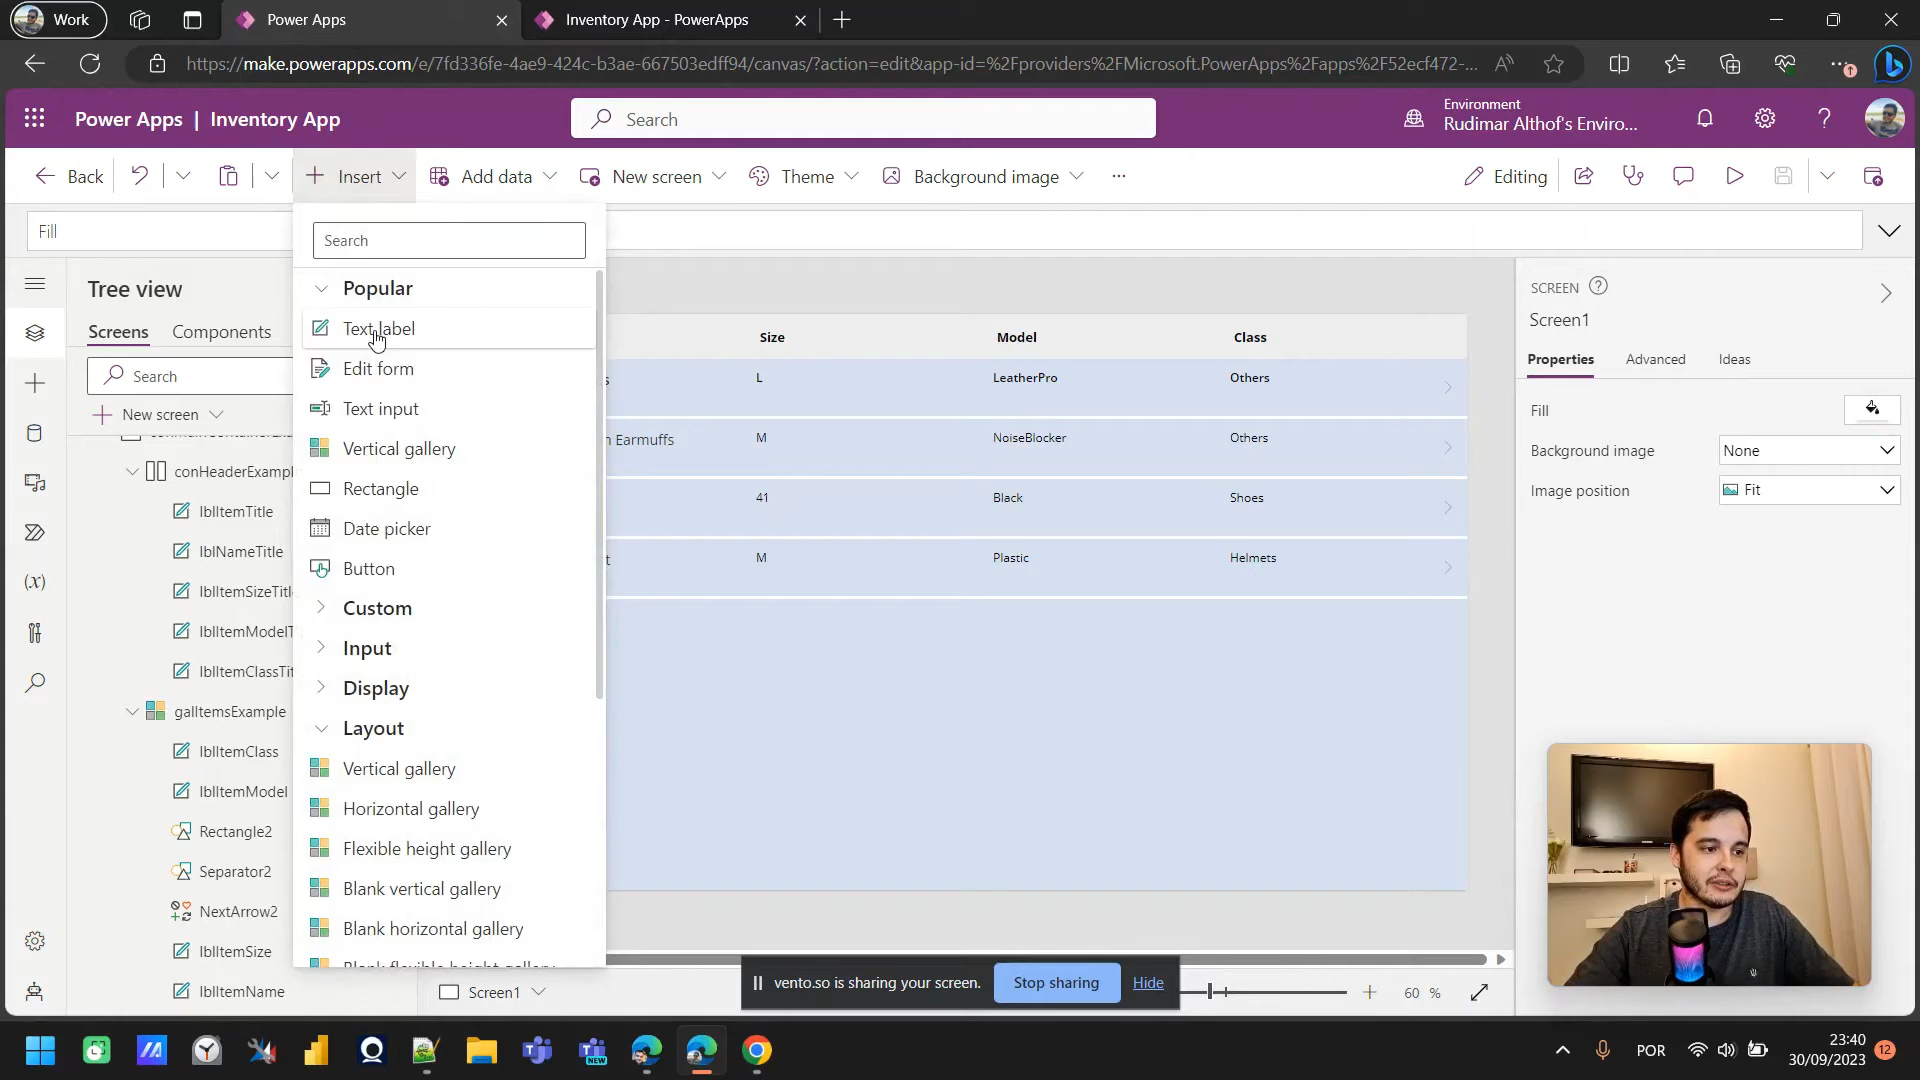 Work
Power Apps
Inventory App - PowerApps
https://make.powerapps.com/e/7fd336fe-4ae9-424c-b3ae-667503edff94/canvas/?action=edit&app-id=%2Fproviders%2FMicrosoft.PowerApps%2Fapps%2F52ecf472-...
Power Apps | Inventory App
Search
Environment
Rudimar Althof's Enviro...
Back
Insert
Add data
New screen
Theme
Background image
Editing
Fill
Search
Tree view
Screens
Components
Search
New screen
conHeaderExampl
lblItemTitle
lblNameTitle
lblItemSizeTitl
lblItemModelT
lblItemClassTit
galItemsExample
lblItemClass
lblItemModel
Rectangle2
Separator2
NextArrow2
lblItemSize
lblItemName
Popular
Text label
Edit form
Text input
Vertical gallery
Rectangle
Date picker
Button
Custom
Input
Display
Layout
Vertical gallery
Horizontal gallery
Flexible height gallery
Blank vertical gallery
Blank horizontal gallery
Blank flexible height gallery
Size Model Class
s L LeatherPro Others
n Earmuffs M NoiseBlocker Others
41 Black Shoes
t M Plastic Helmets
SCREEN
Screen1
Properties
Advanced
Ideas
Fill
Background image
None
Image position
Fit
Screen1
vento.so is sharing your screen.
Stop sharing
Hide
60 %
NEW
POR
23:40
30/09/2023
12